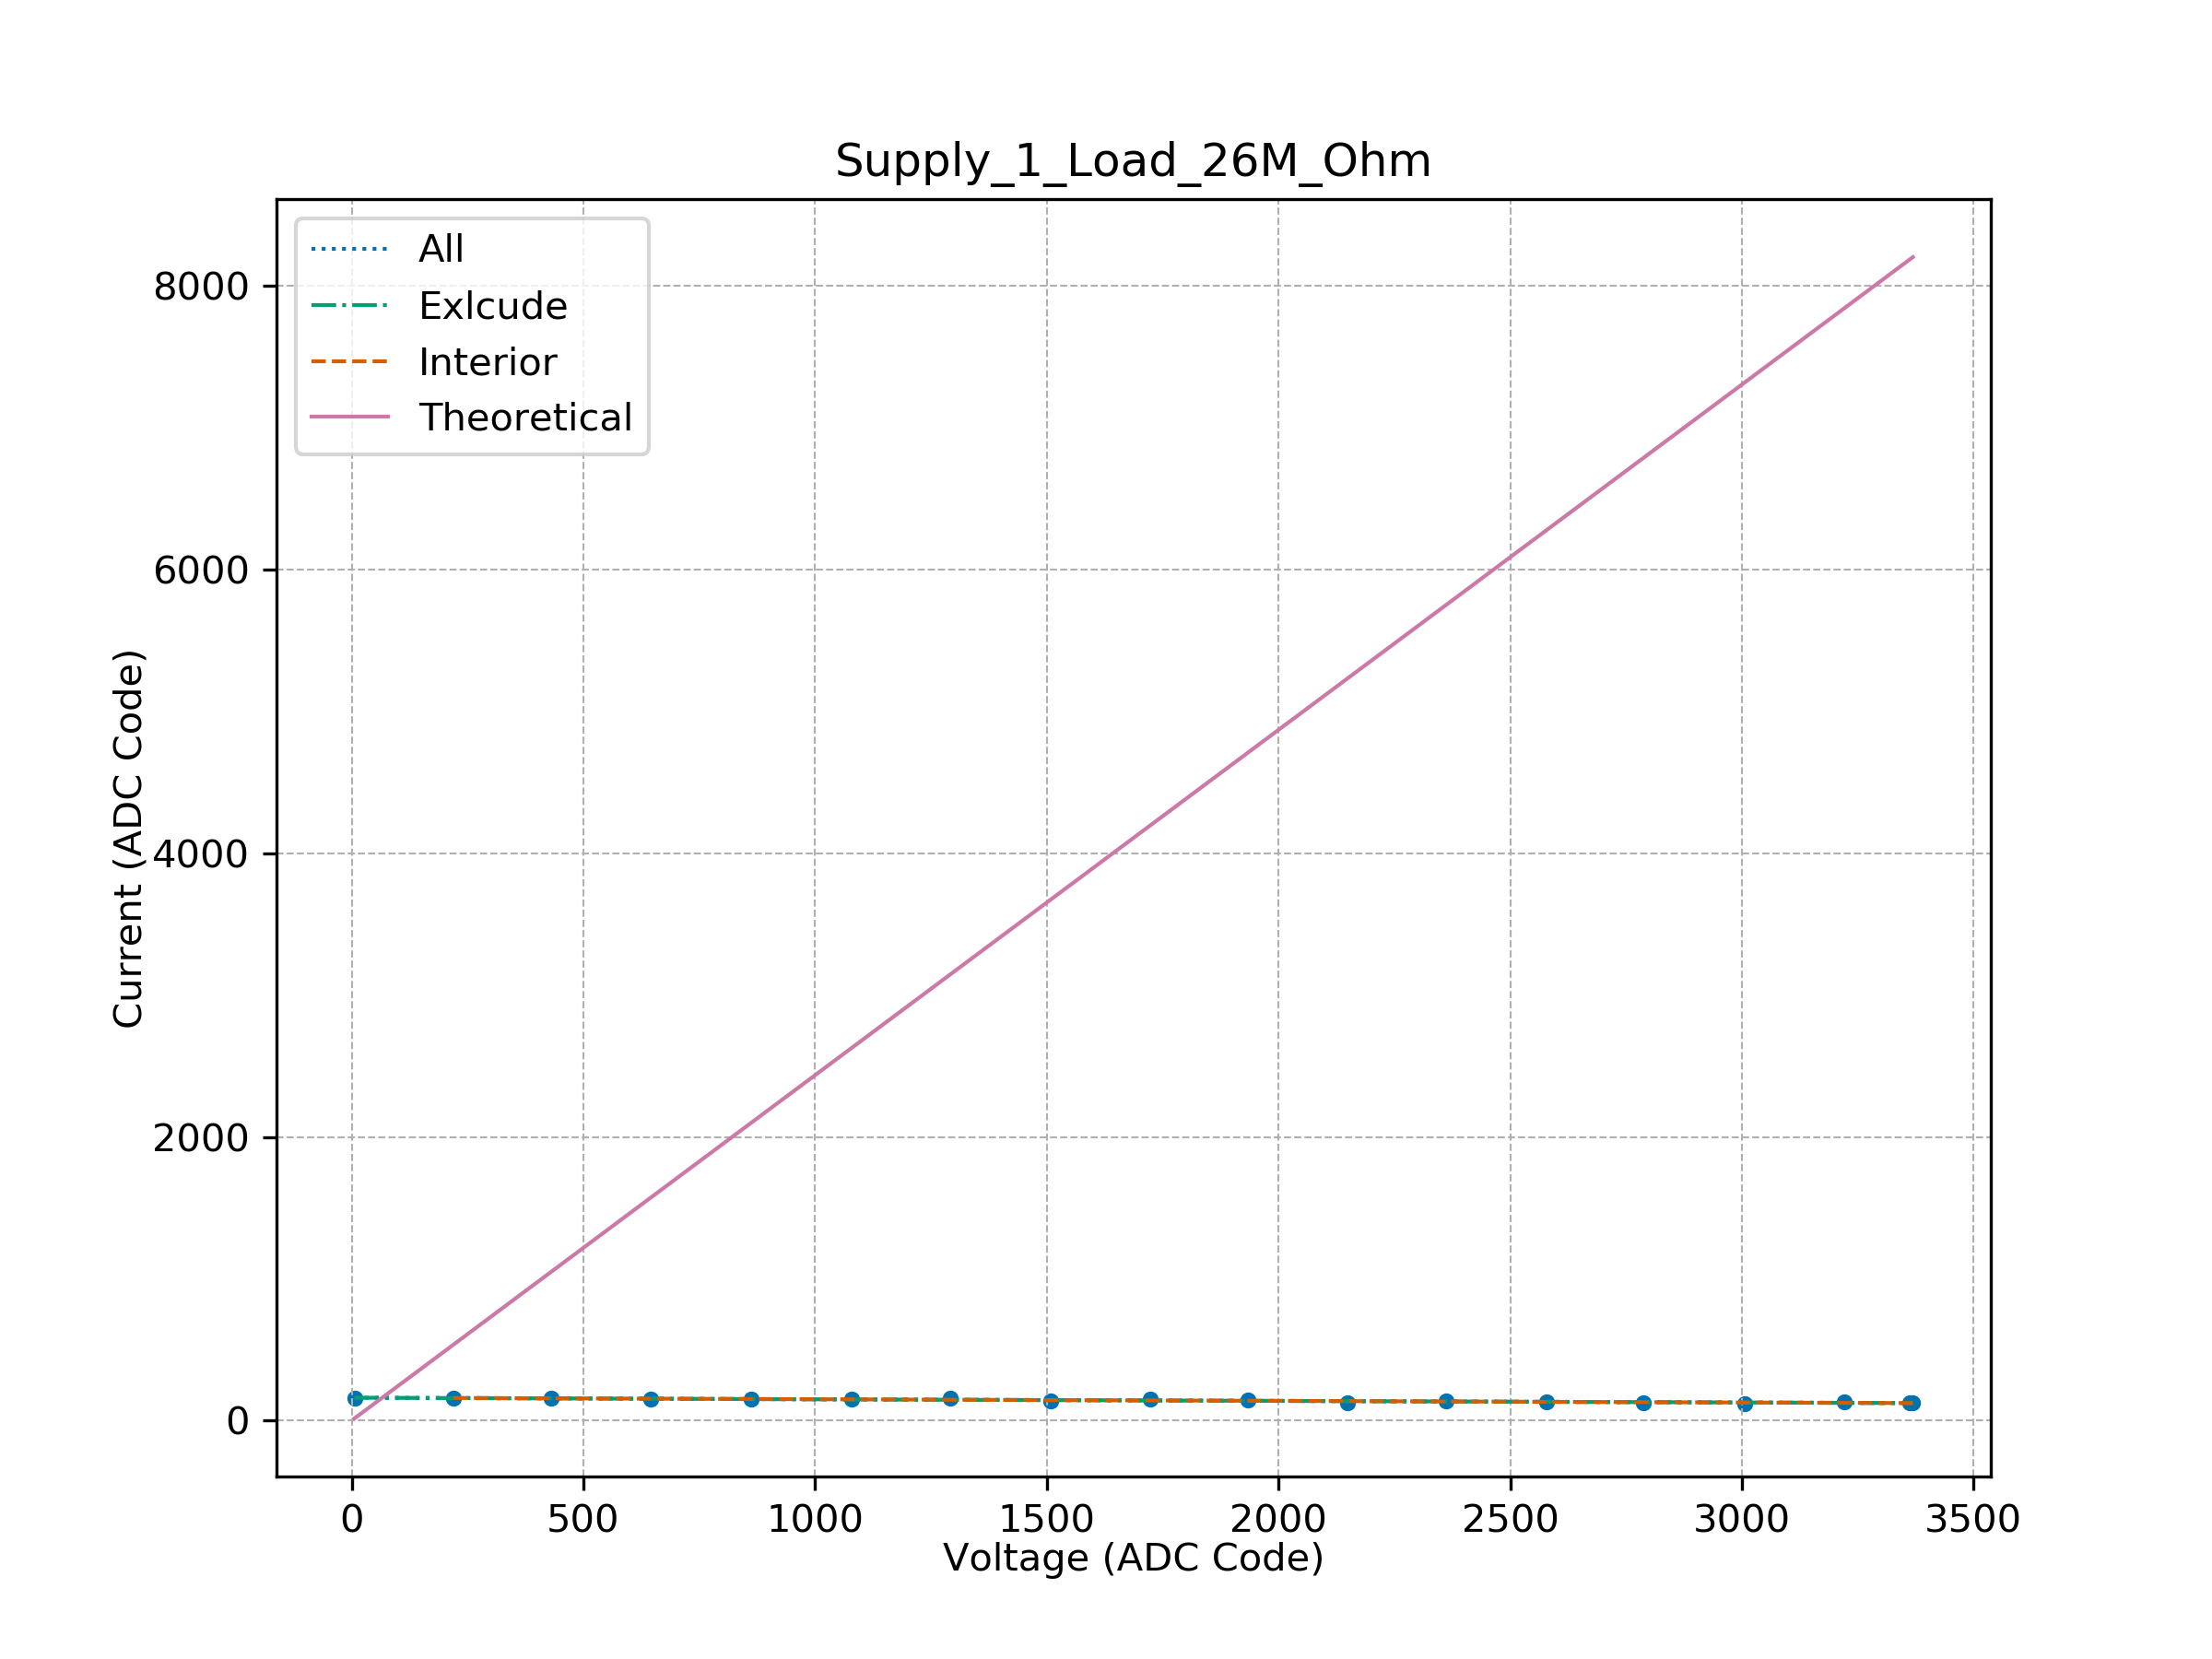 Supply_1_Load_26M_Ohm
All
Exlcude
Interior
Theoretical
8000
6000
4000
2000
0
Current (ADC Code)
0 500 1000 1500 2000 2500 3000 3500
Voltage (ADC Code)